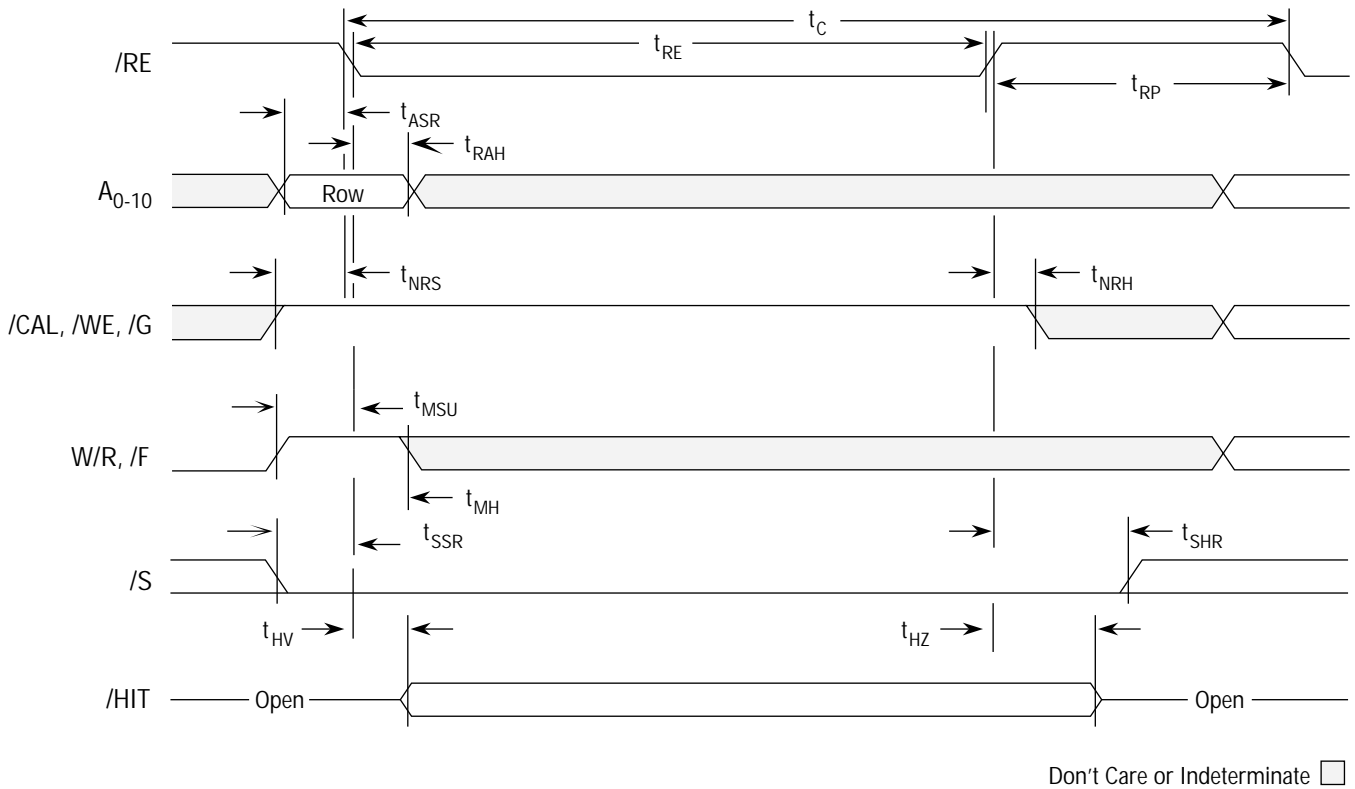 t_C
t_RE
/RE
t_RP
t_ASR
t_RAH
A_0-10
Row
t_NRS
t_NRH
/CAL, /WE, /G
t_MSU
W/R, /F
t_MH
t_SSR
t_SHR
/S
t_HV
t_HZ
/HIT
Open
Open
Don't Care or Indeterminate